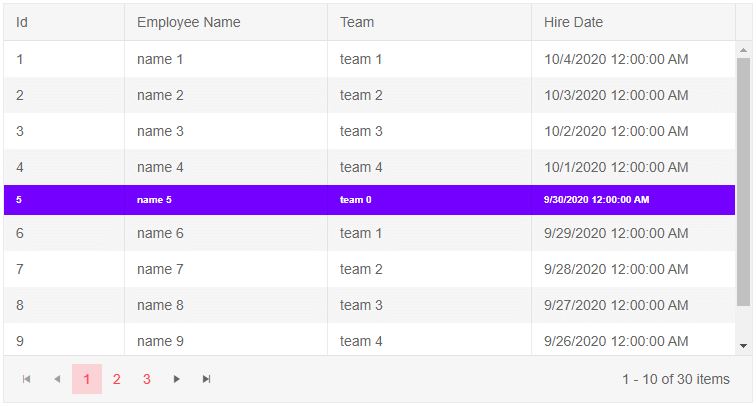 Id Employee Name Team Hire Date
1 name 1 team 1 10/4/2020 12:00:00 AM
2 name 2 team 2 10/3/2020 12:00:00 AM
3 name 3 team 3 10/2/2020 12:00:00 AM
4 name 4 team 4 10/1/2020 12:00:00 AM
5 name 5 team 0 9/30/2020 12:00:00 AM
6 name 6 team 1 9/29/2020 12:00:00 AM
7 name 7 team 2 9/28/2020 12:00:00 AM
8 name 8 team 3 9/27/2020 12:00:00 AM
9 name 9 team 4 9/26/2020 12:00:00 AM
1 2 3 1 - 10 of 30 items